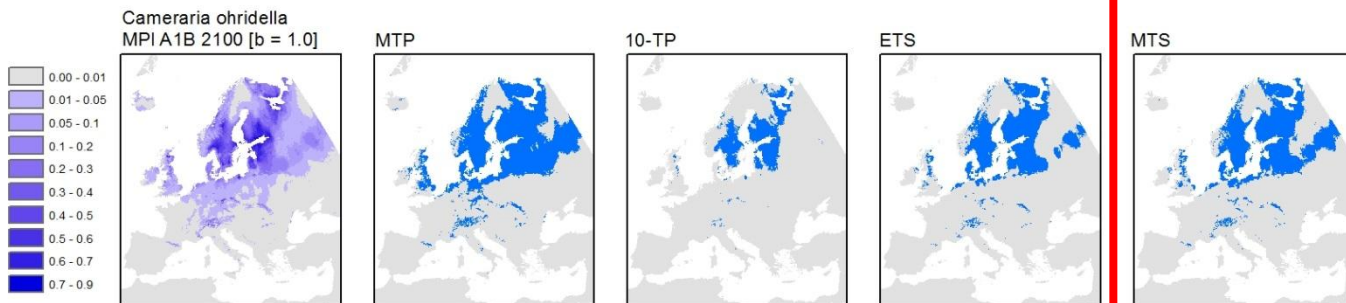 Cameraria ohridella
MPI A1B 2100 [b = 1.0]
MTP
10-TP
ETS
MTS
0.00 - 0.01
0.01 - 0.05
0.05 - 0.1
0.1 - 0.2
0.2 - 0.3
0.3 - 0.4
0.4 - 0.5
0.5 - 0.6
0.6 - 0.7
0.7 - 0.9